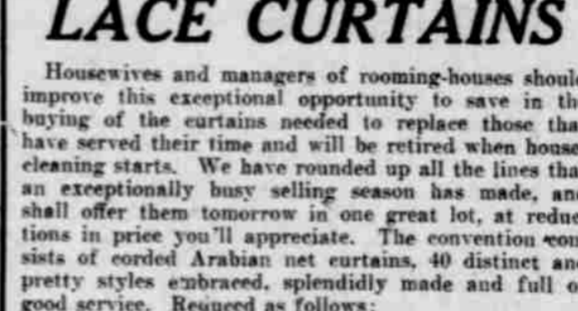 LACE CURTAINS
Housewives and managers of rooming-houses should
improve this exceptional opportunity to save in th
buying of the curtains needed to replace those tha
have served their time and will be retired when house
cleaning starts. We have rounded up all the lines tha
an exceptionally busy selling season has made, an
shall offer them tomorrow in one great lot, at reduc
tions in price you'll appreciate. The convention con
sists of corded Arabian net curtains, 40 distinct an
pretty styles embraced, splendidly made and full o
good service. Reduced as follows: